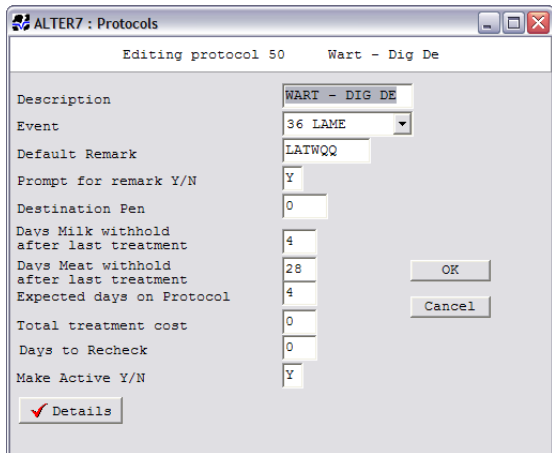 ALTER7 : Protocols
Editing protocol 50 Wart - Dig De
Description WART - DIG DE
Event 36 LAME
Default Remark LATWQQ
Prompt for remark Y/N Y
Destination Pen 0
Days Milk withhold
after last treatment 4
Days Meat withhold
after last treatment 28 OK
Expected days on Protocol 4
Cancel
Total treatment cost 0
Days to Recheck 0
Make Active Y/N Y
Details